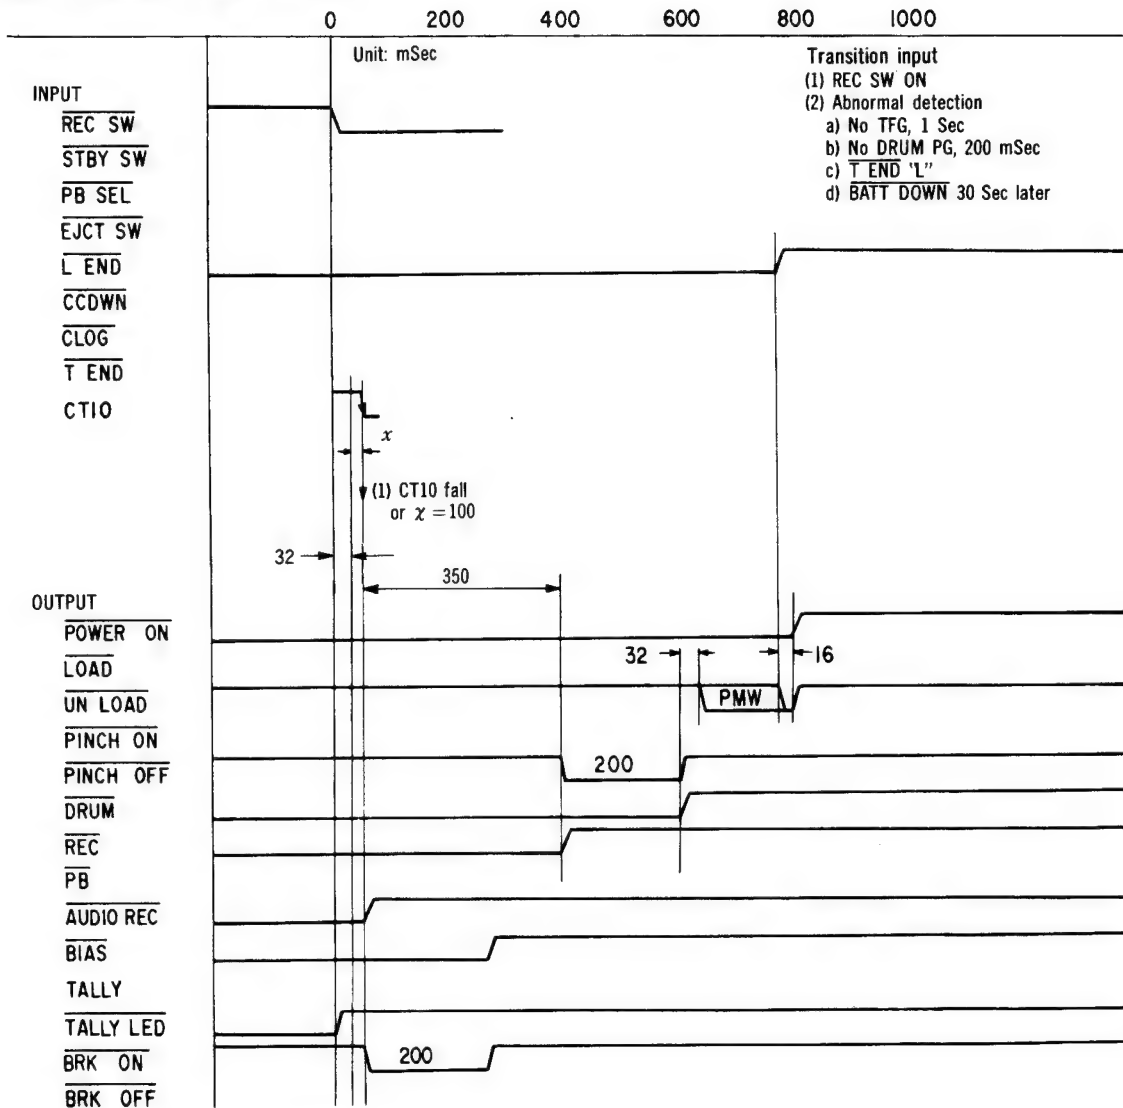 0 200 400 600 800 1000
Unit: mSec
Transition input
(1) REC SW ON
(2) Abnormal detection
a) No TFG, 1 Sec
b) No DRUM PG, 200 mSec
c) T END "L"
d) BATT DOWN 30 Sec later
INPUT
REC SW
STBY SW
PB SEL
EJCT SW
L END
CCDWN
CLOG
T END
CT10
x
(1) CT10 fall
or χ = 100
32
350
OUTPUT
POWER ON
32
16
LOAD
UN LOAD
PMW
PINCH ON
PINCH OFF
200
DRUM
REC
PB
AUDIO REC
BIAS
TALLY
TALLY LED
BRK ON
200
BRK OFF